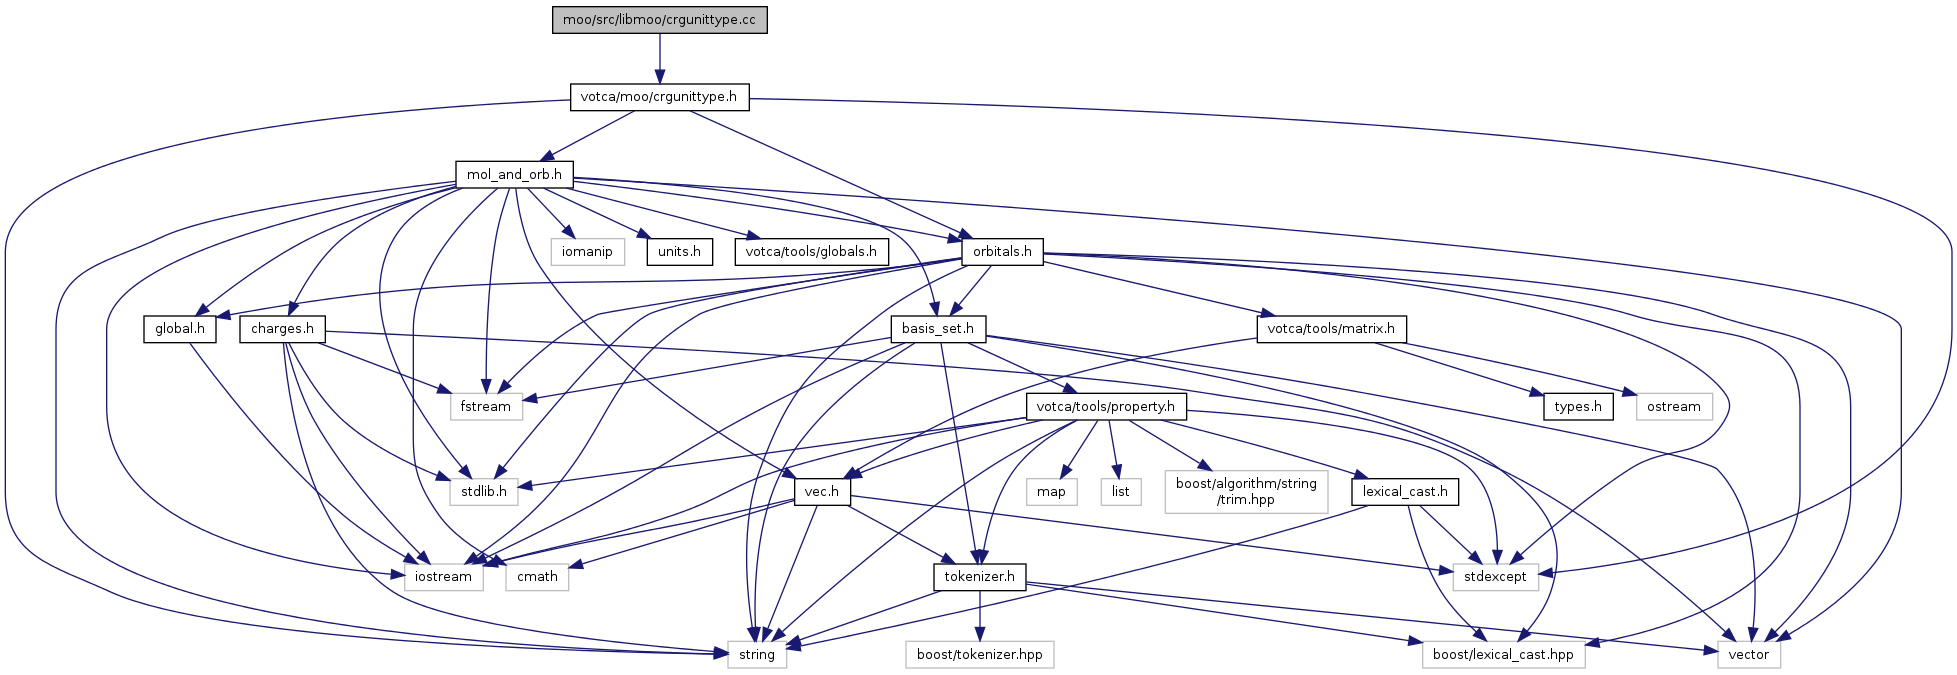 moo/src/libmoo/crgunittype.cc
votca/moo/crgunittype.h
mol_and_orb.h
iomanip
units.h
votca/tools/globals.h
orbitals.h
global.h
charges.h
basis_set.h
votca/tools/matrix.h
fstream
votca/tools/property.h
types.h
ostream
stdlib.h
vec.h
map
list
boost/algorithm/string
/trim.hpp
lexical_cast.h
iostream
cmath
tokenizer.h
stdexcept
string
boost/tokenizer.hpp
boost/lexical_cast.hpp
vector